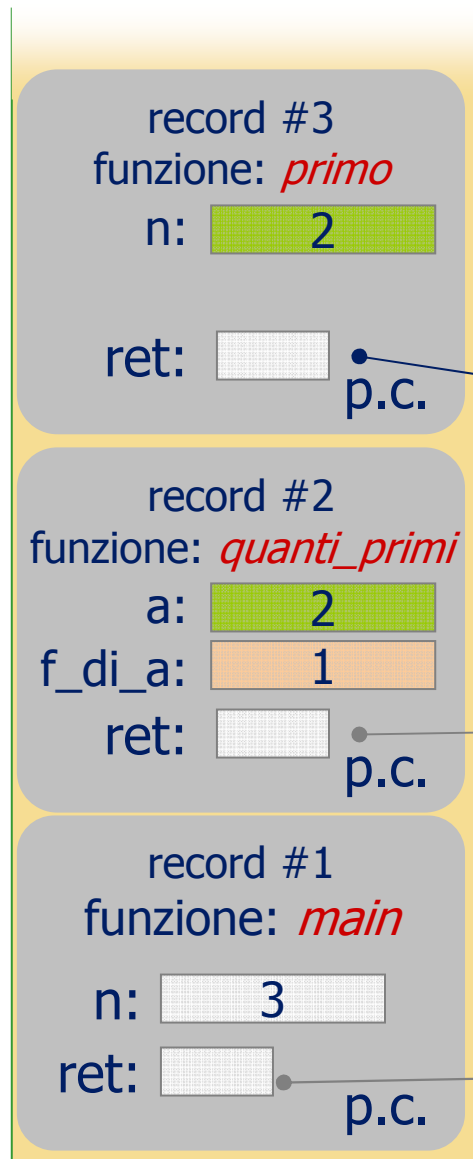 record #3
funzione: primo
n: 2
ret:
p.c.
record #2
funzione: quanti_primi
a: 2
f_di_a: 1
ret:
p.c.
record #1
funzione: main
n: 3
ret:
p.c.